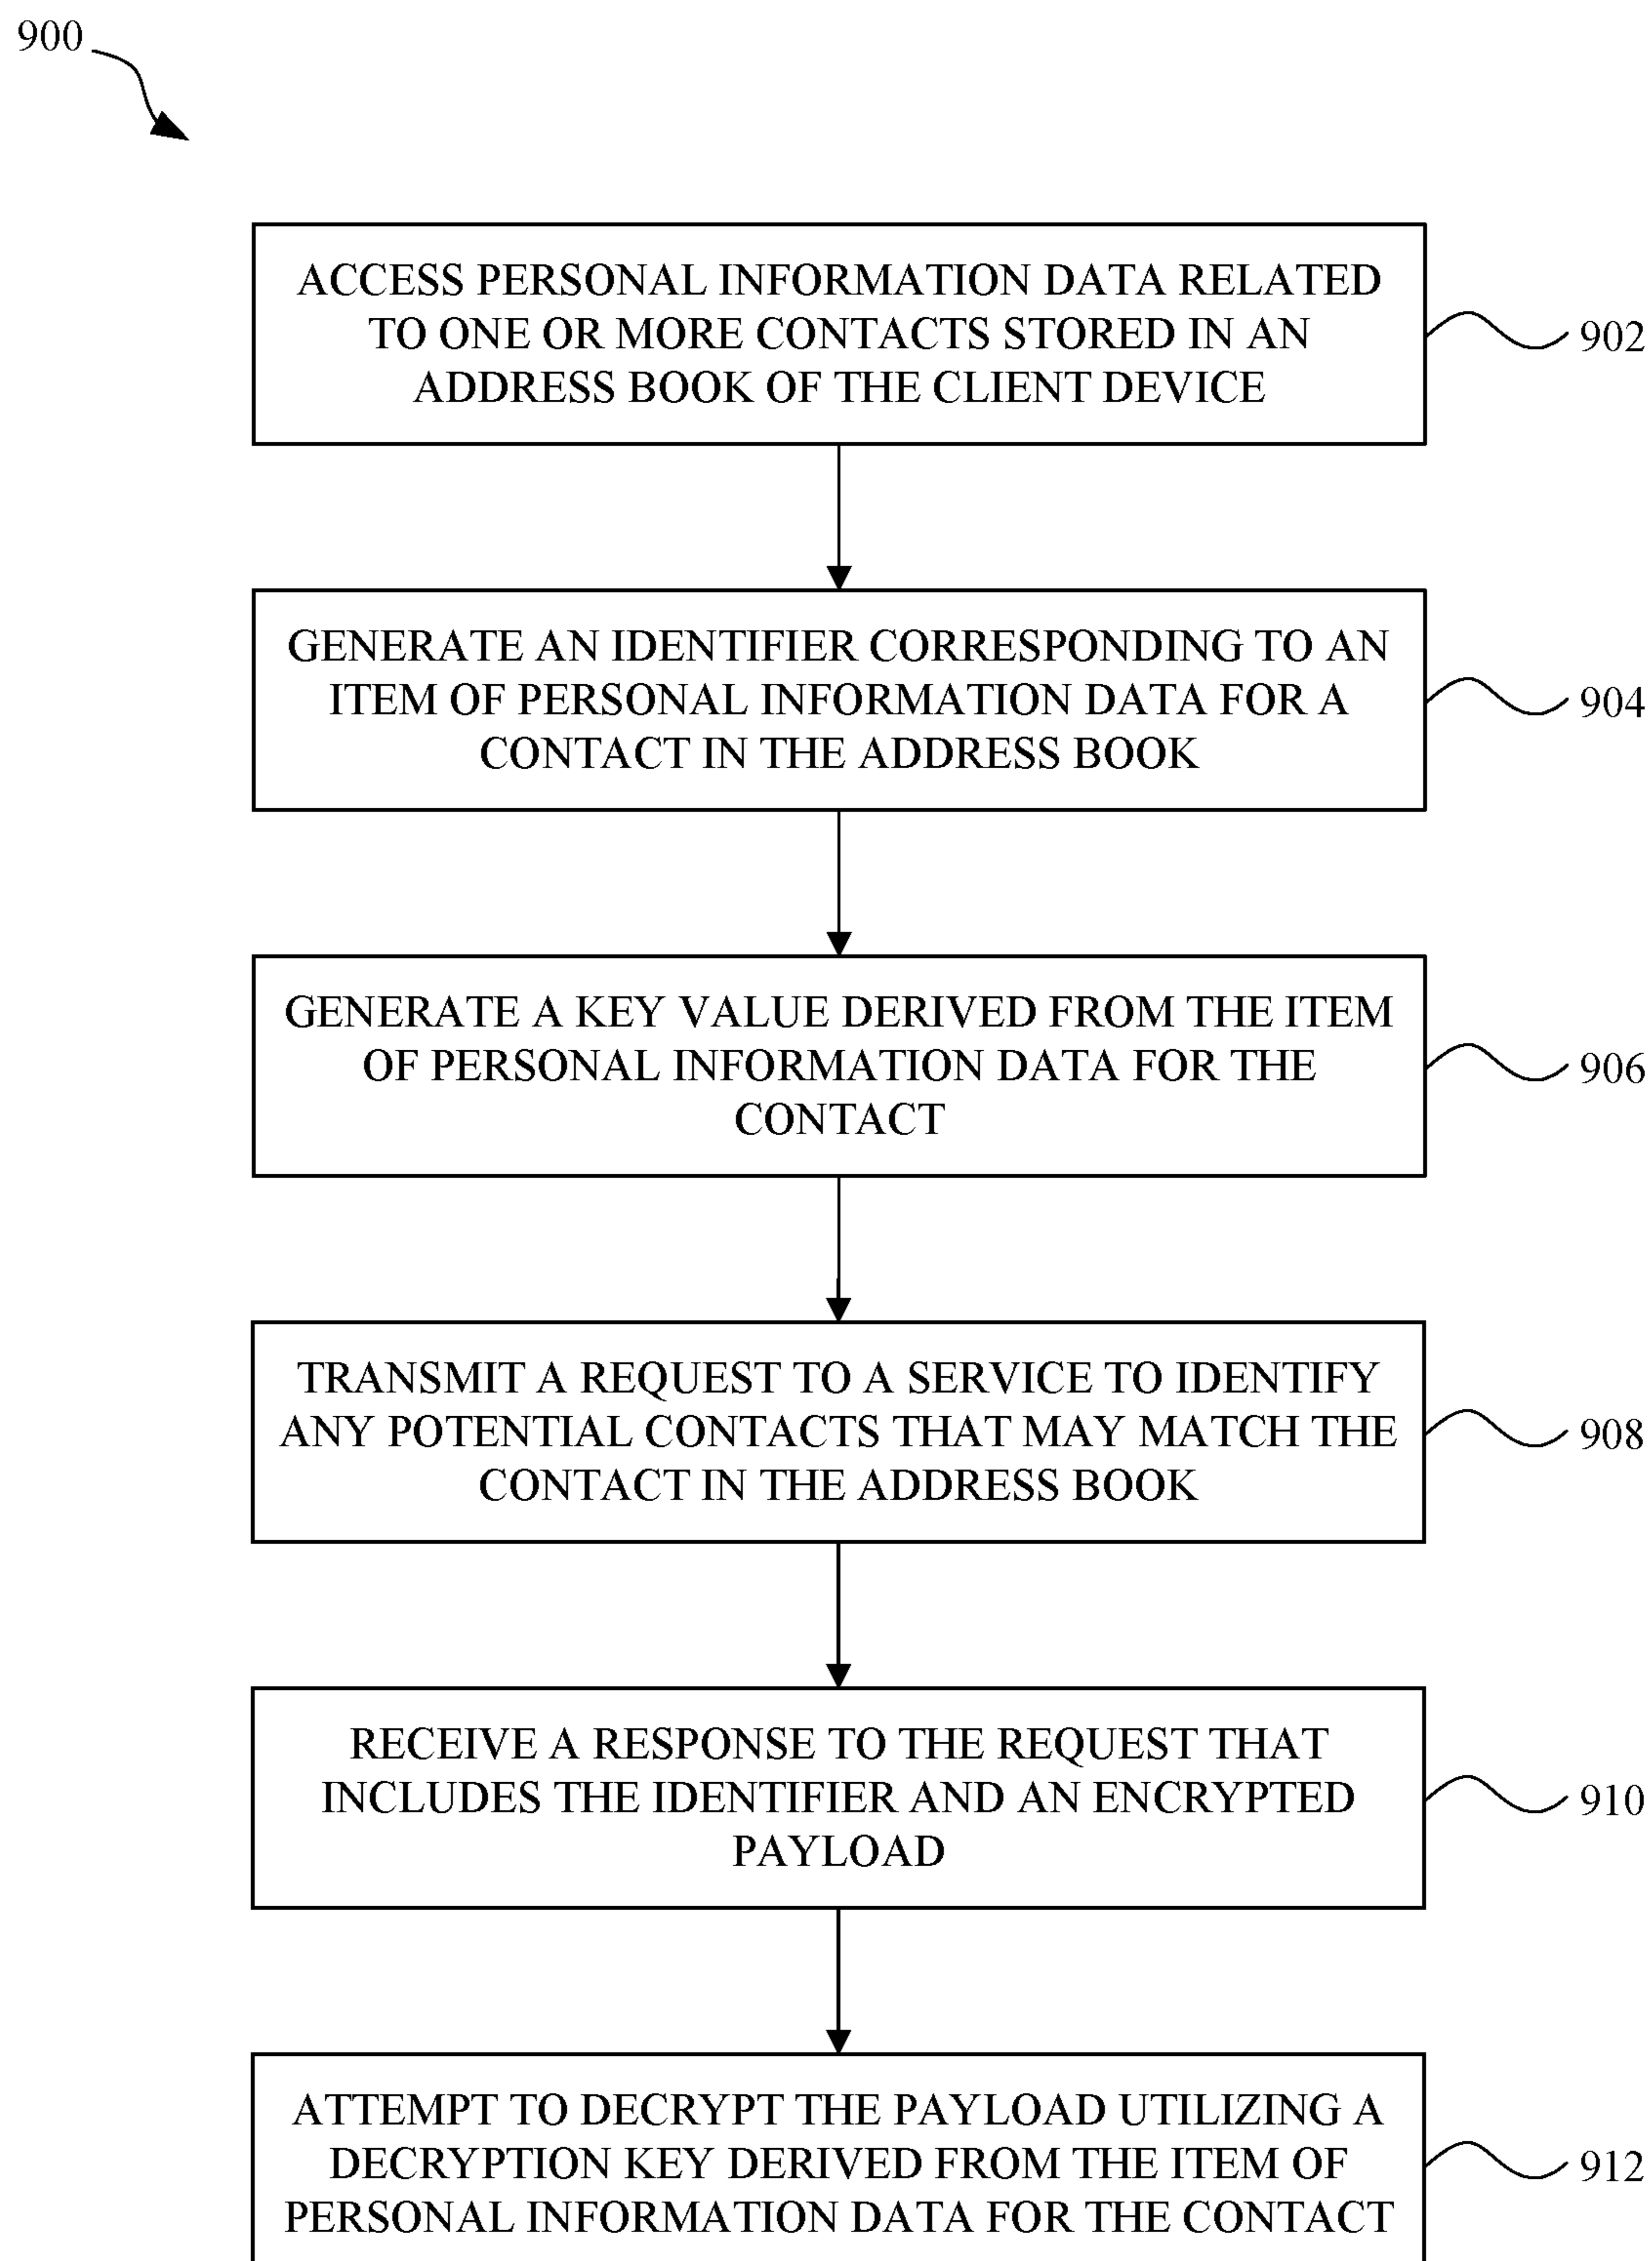 900
ACCESS PERSONAL INFORMATION DATA RELATED
TO ONE OR MORE CONTACTS STORED IN AN
ADDRESS BOOK OF THE CLIENT DEVICE
902
GENERATE AN IDENTIFIER CORRESPONDING TO AN
ITEM OF PERSONAL INFORMATION DATA FOR A
CONTACT IN THE ADDRESS BOOK
904
GENERATE A KEY VALUE DERIVED FROM THE ITEM
OF PERSONAL INFORMATION DATA FOR THE
CONTACT
906
TRANSMIT A REQUEST TO A SERVICE TO IDENTIFY
ANY POTENTIAL CONTACTS THAT MAY MATCH THE
CONTACT IN THE ADDRESS BOOK
908
RECEIVE A RESPONSE TO THE REQUEST THAT
INCLUDES THE IDENTIFIER AND AN ENCRYPTED
PAYLOAD
910
ATTEMPT TO DECRYPT THE PAYLOAD UTILIZING A
DECRYPTION KEY DERIVED FROM THE ITEM OF
PERSONAL INFORMATION DATA FOR THE CONTACT
912